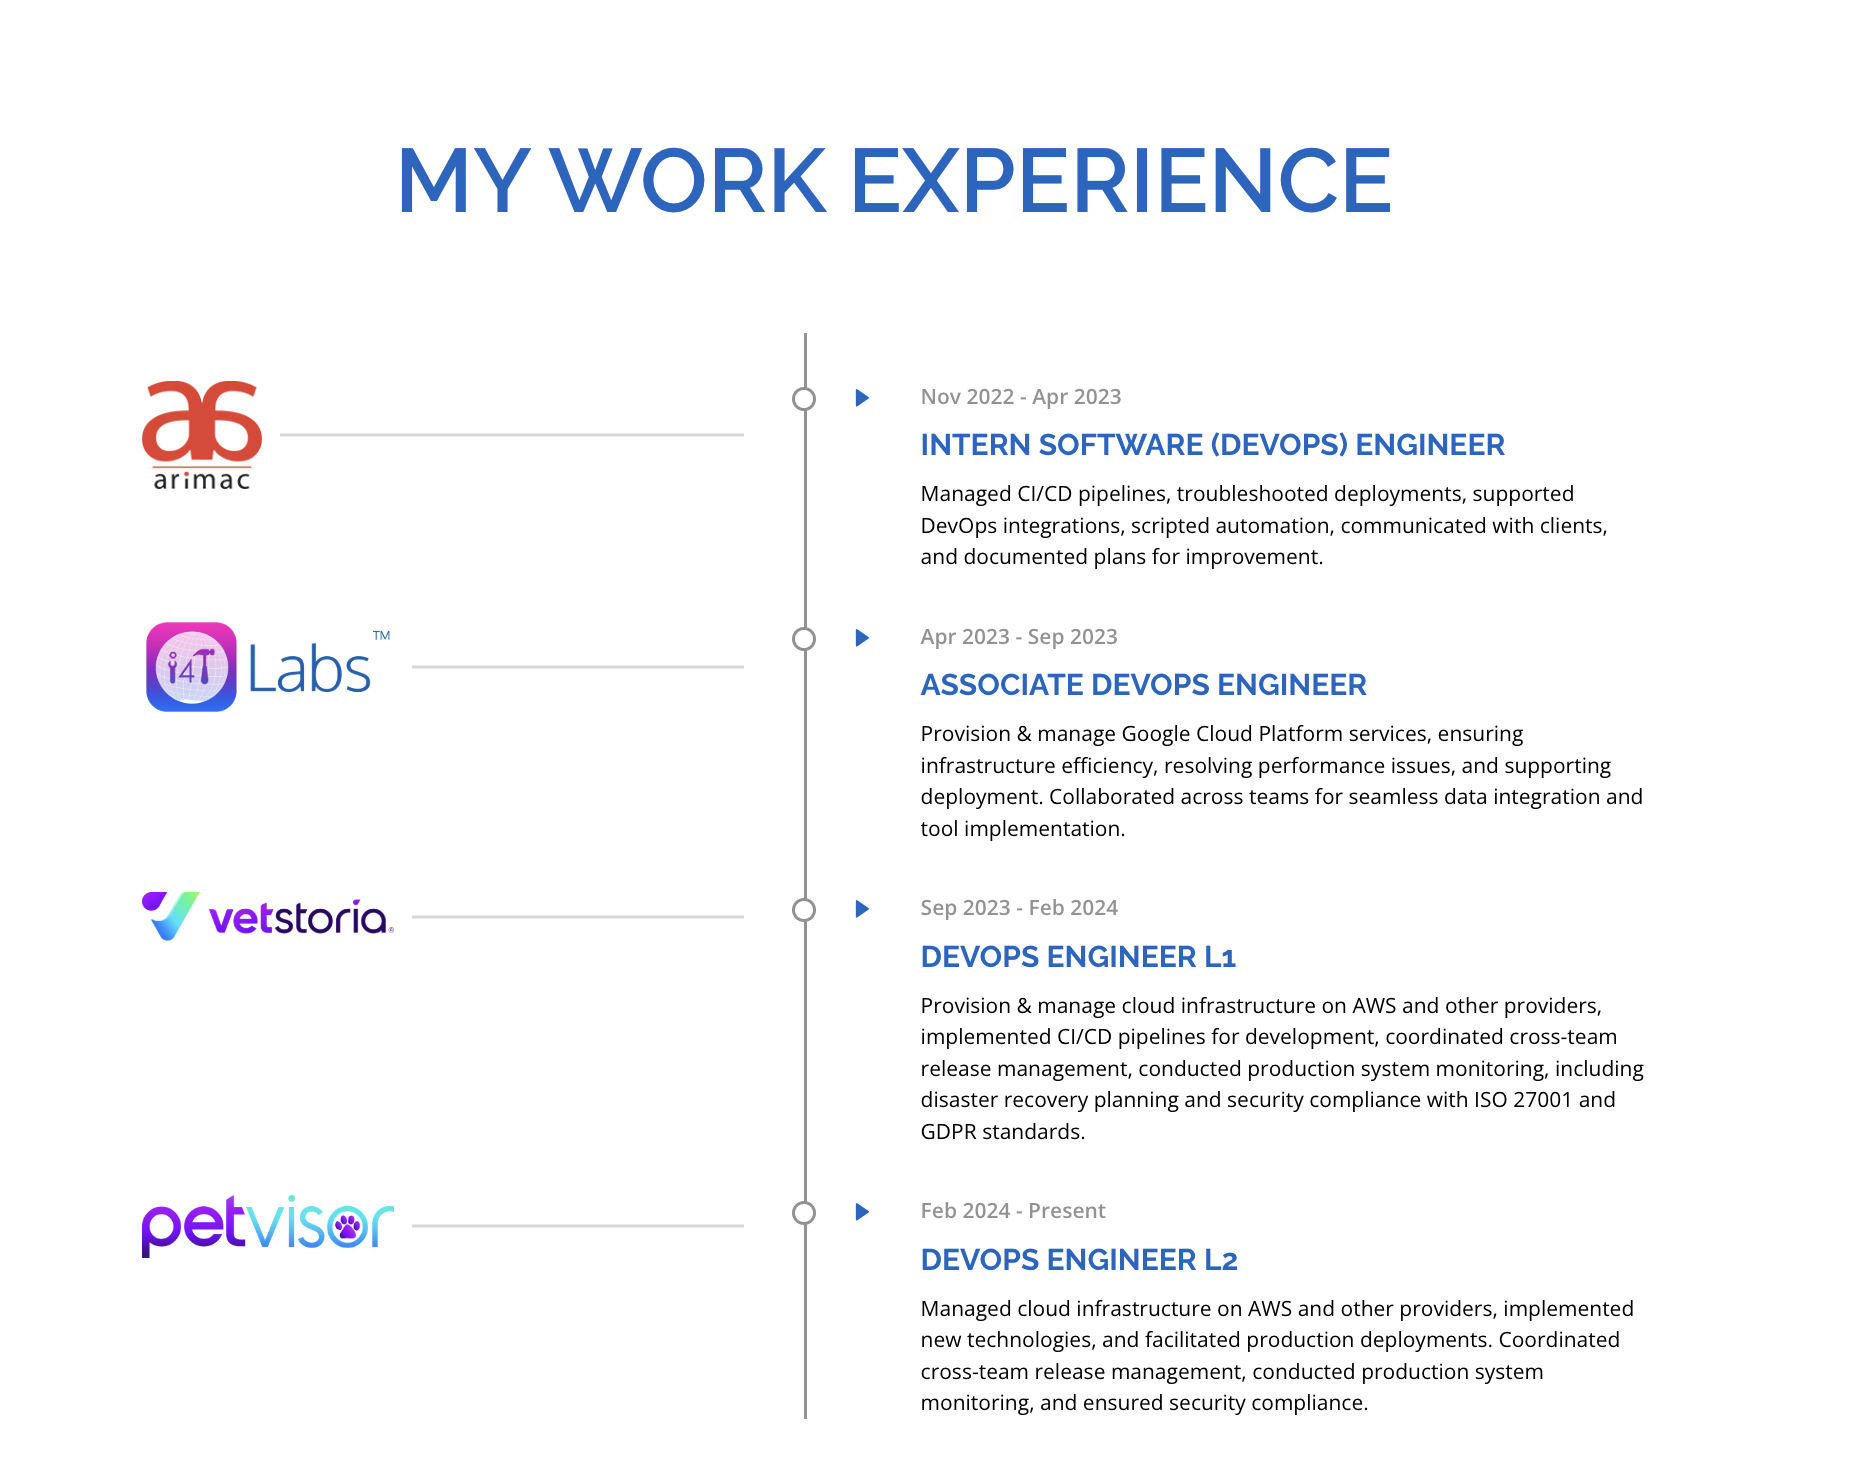 MY WORK EXPERIENCE
arimac
Nov 2022 - Apr 2023
INTERN SOFTWARE (DEVOPS) ENGINEER
Managed CI/CD pipelines, troubleshooted deployments, supported
DevOps integrations, scripted automation, communicated with clients,
and documented plans for improvement.
i4T Labs™
Apr 2023 - Sep 2023
ASSOCIATE DEVOPS ENGINEER
Provision & manage Google Cloud Platform services, ensuring
infrastructure efficiency, resolving performance issues, and supporting
deployment. Collaborated across teams for seamless data integration and
tool implementation.
vetstoria®
Sep 2023 - Feb 2024
DEVOPS ENGINEER L1
Provision & manage cloud infrastructure on AWS and other providers,
implemented CI/CD pipelines for development, coordinated cross-team
release management, conducted production system monitoring, including
disaster recovery planning and security compliance with ISO 27001 and
GDPR standards.
petvisor
Feb 2024 - Present
DEVOPS ENGINEER L2
Managed cloud infrastructure on AWS and other providers, implemented
new technologies, and facilitated production deployments. Coordinated
cross-team release management, conducted production system
monitoring, and ensured security compliance.